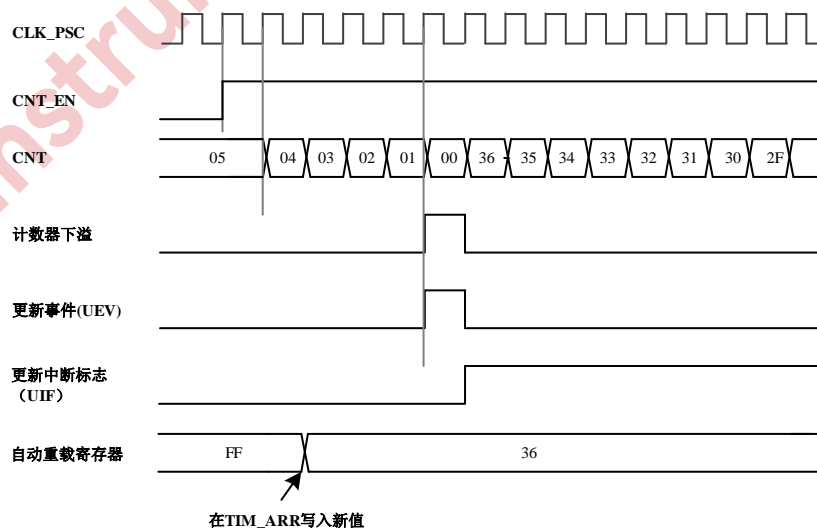 CLK_PSC
CNT_EN
CNT
05 04 03 02 01 00 36 35 34 33 32 31 30 2F
计数器下溢
更新事件(UEV)
更新中断标志
(UIF)
自动重载寄存器
FF 36
在TIM_ARR写入新值